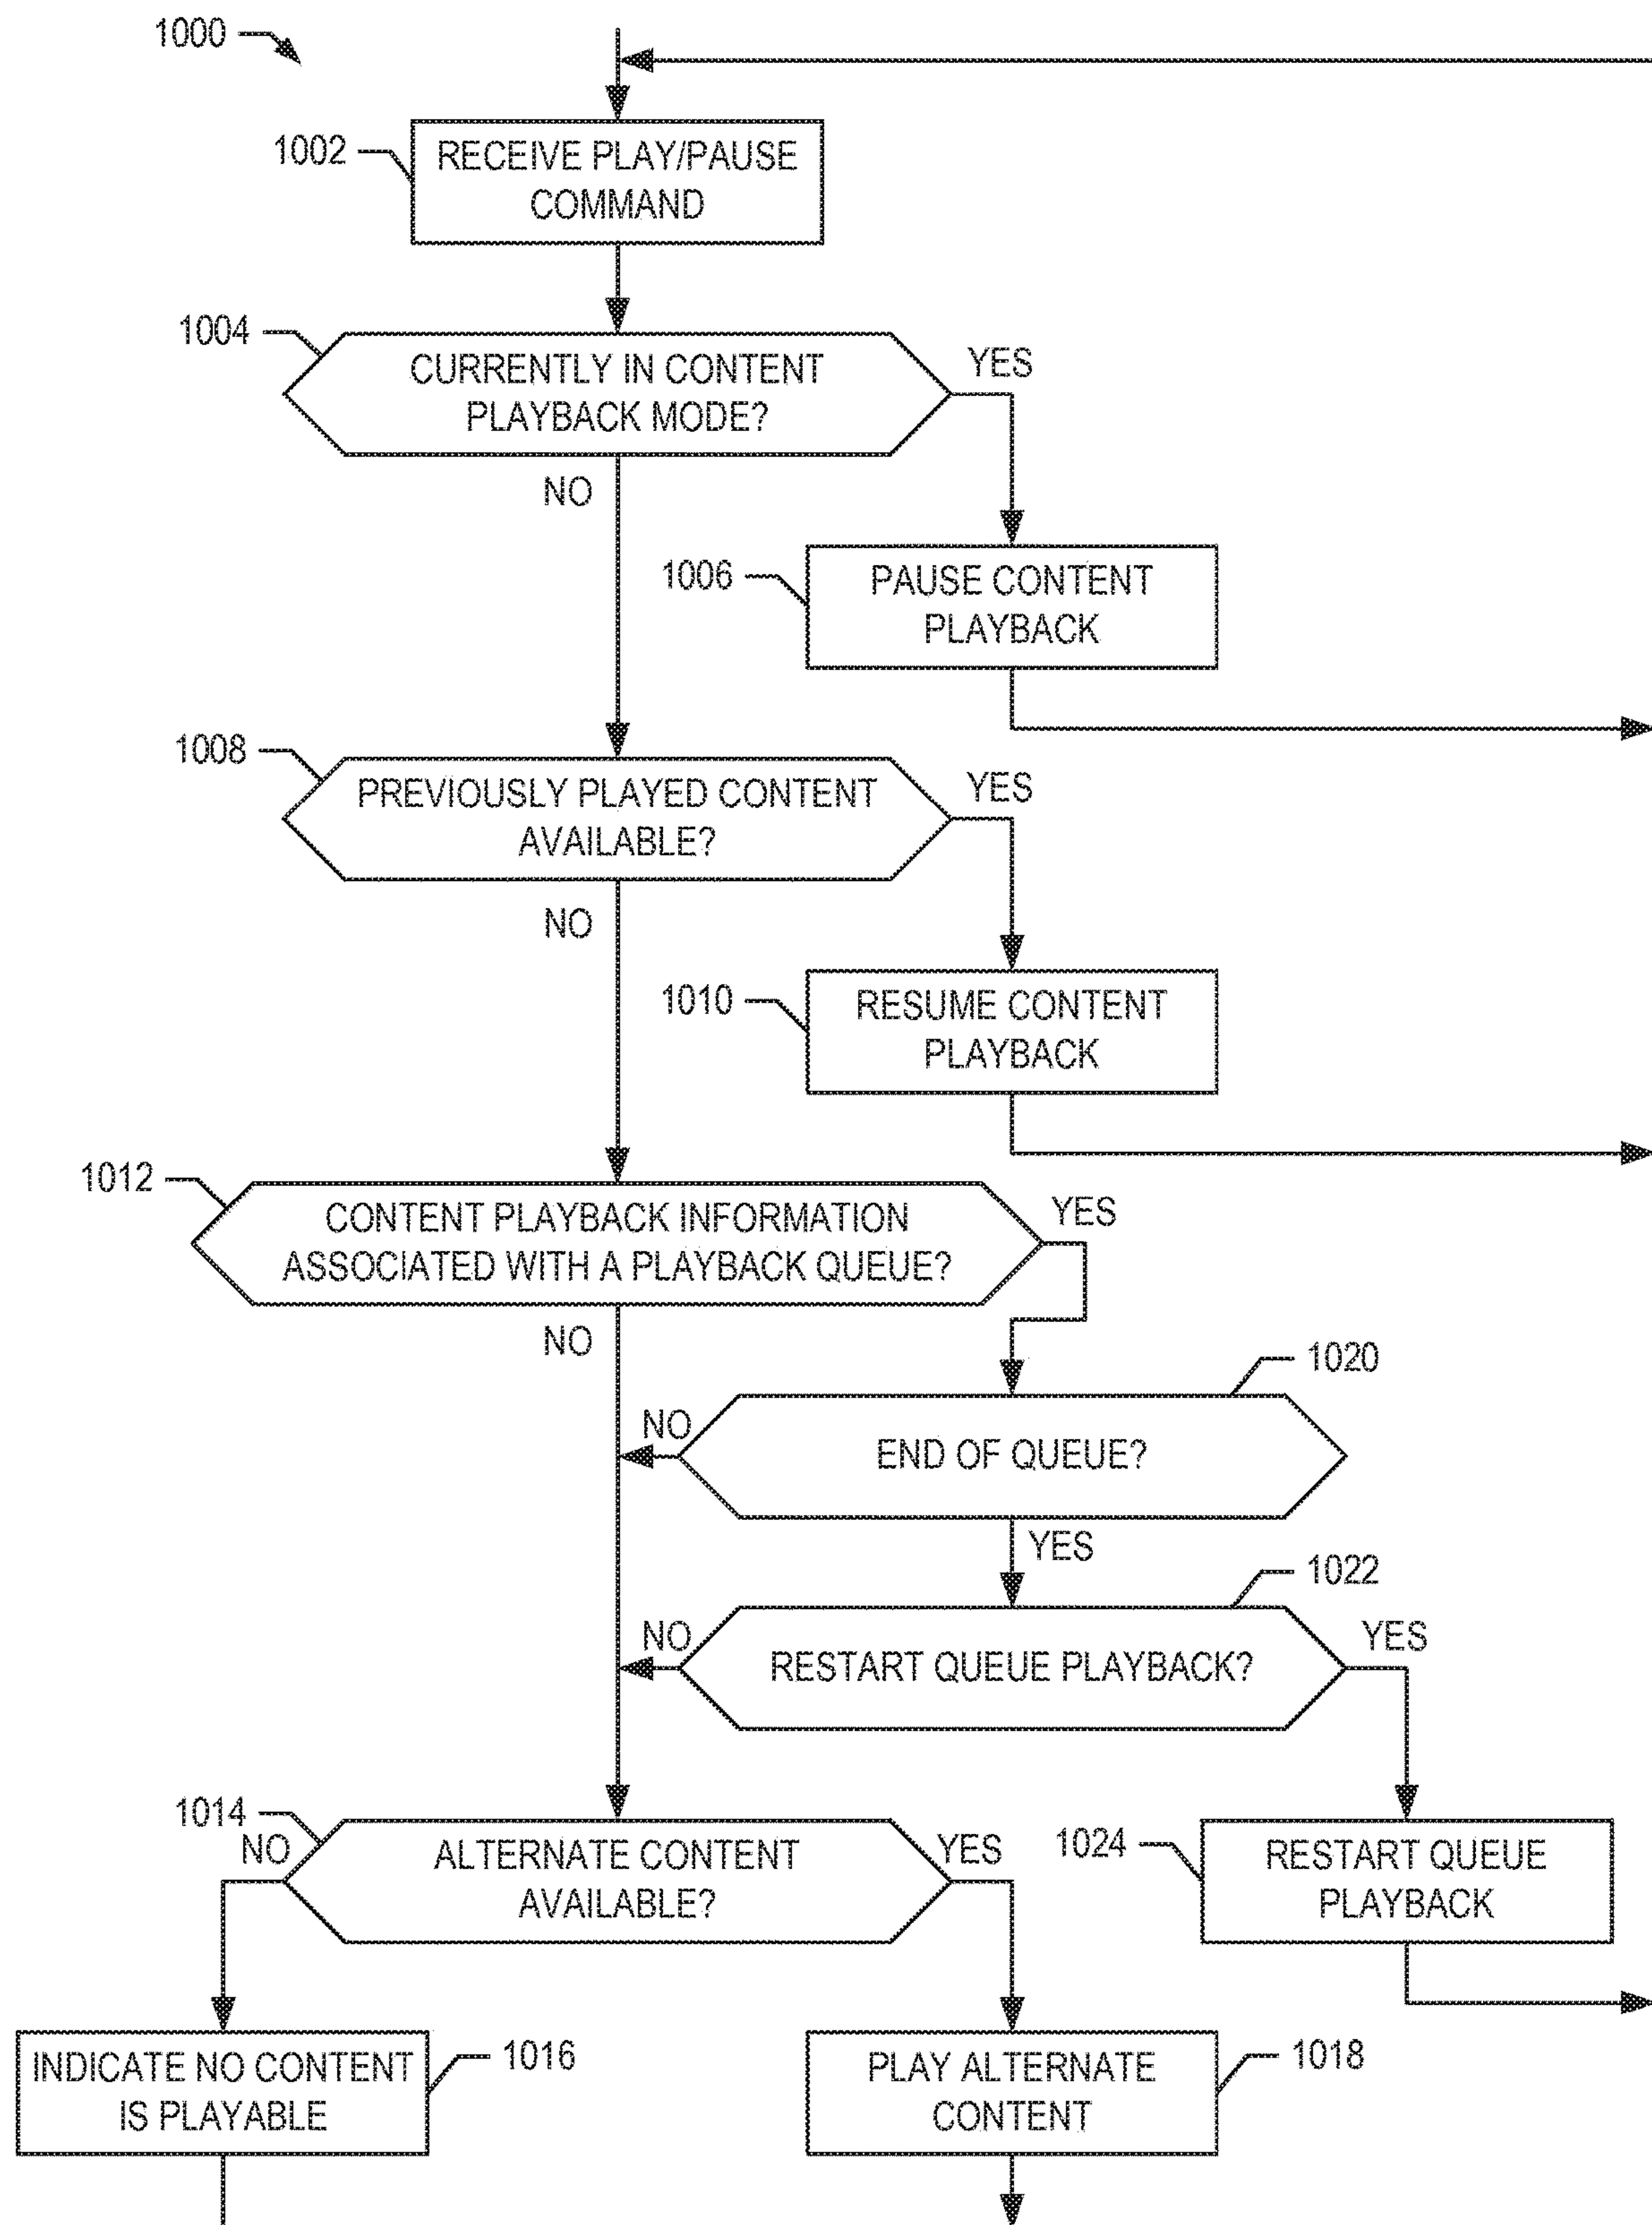 1000
1002
RECEIVE PLAY/PAUSE
COMMAND
1004
CURRENTLY IN CONTENT
PLAYBACK MODE?
YES
NO
1006
PAUSE CONTENT
PLAYBACK
1008
PREVIOUSLY PLAYED CONTENT
AVAILABLE?
YES
NO
1010
RESUME CONTENT
PLAYBACK
1012
CONTENT PLAYBACK INFORMATION
ASSOCIATED WITH A PLAYBACK QUEUE?
YES
NO
1020
NO
END OF QUEUE?
YES
1022
NO
RESTART QUEUE PLAYBACK?
YES
1014
NO
ALTERNATE CONTENT
AVAILABLE?
YES
1024
RESTART QUEUE
PLAYBACK
INDICATE NO CONTENT
IS PLAYABLE
1016
PLAY ALTERNATE
CONTENT
1018